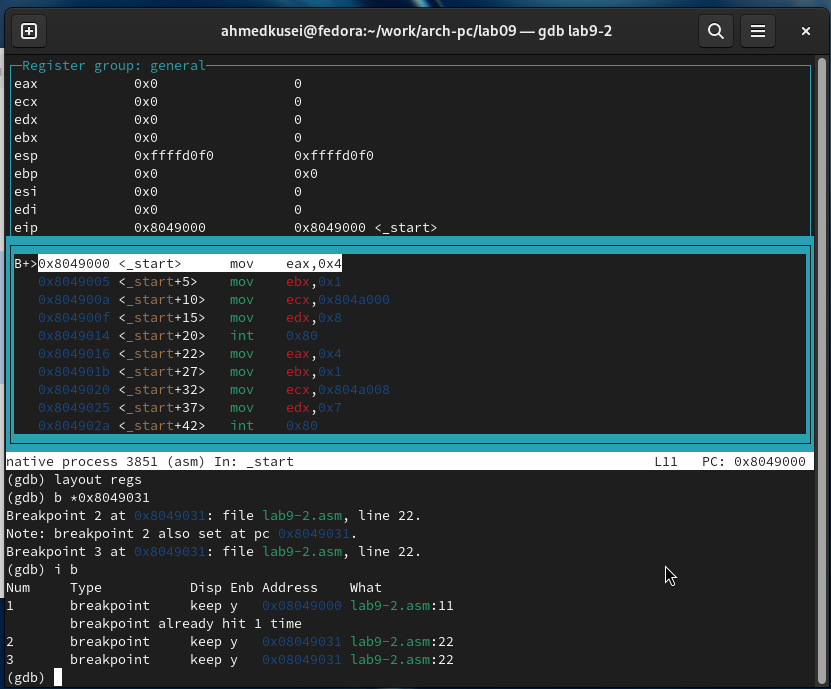 ahmedkusei@fedora:~/work/arch-pc/lab09 — gdb lab9-2
Register group: general
eax 0x0 0
ecx 0x0 0
edx 0x0 0
ebx 0x0 0
esp 0xffffd0f0 0xffffd0f0
ebp 0x0 0x0
esi 0x0 0
edi 0x0 0
eip 0x8049000 0x8049000 <_start>
B+>0x8049000 <_start> mov eax,0x4
0x8049005 <_start+5> mov ebx,0x1
0x804900a <_start+10> mov ecx,0x804a000
0x804900f <_start+15> mov edx,0x8
0x8049014 <_start+20> int 0x80
0x8049016 <_start+22> mov eax,0x4
0x804901b <_start+27> mov ebx,0x1
0x8049020 <_start+32> mov ecx,0x804a008
0x8049025 <_start+37> mov edx,0x7
0x804902a <_start+42> int 0x80
native process 3851 (asm) In: _start L11 PC: 0x8049000
(gdb) layout regs
(gdb) b *0x8049031
Breakpoint 2 at 0x8049031: file lab9-2.asm, line 22.
Note: breakpoint 2 also set at pc 0x8049031.
Breakpoint 3 at 0x8049031: file lab9-2.asm, line 22.
(gdb) i b
Num Type Disp Enb Address What
1 breakpoint keep y 0x08049000 lab9-2.asm:11
breakpoint already hit 1 time
2 breakpoint keep y 0x08049031 lab9-2.asm:22
3 breakpoint keep y 0x08049031 lab9-2.asm:22
(gdb)